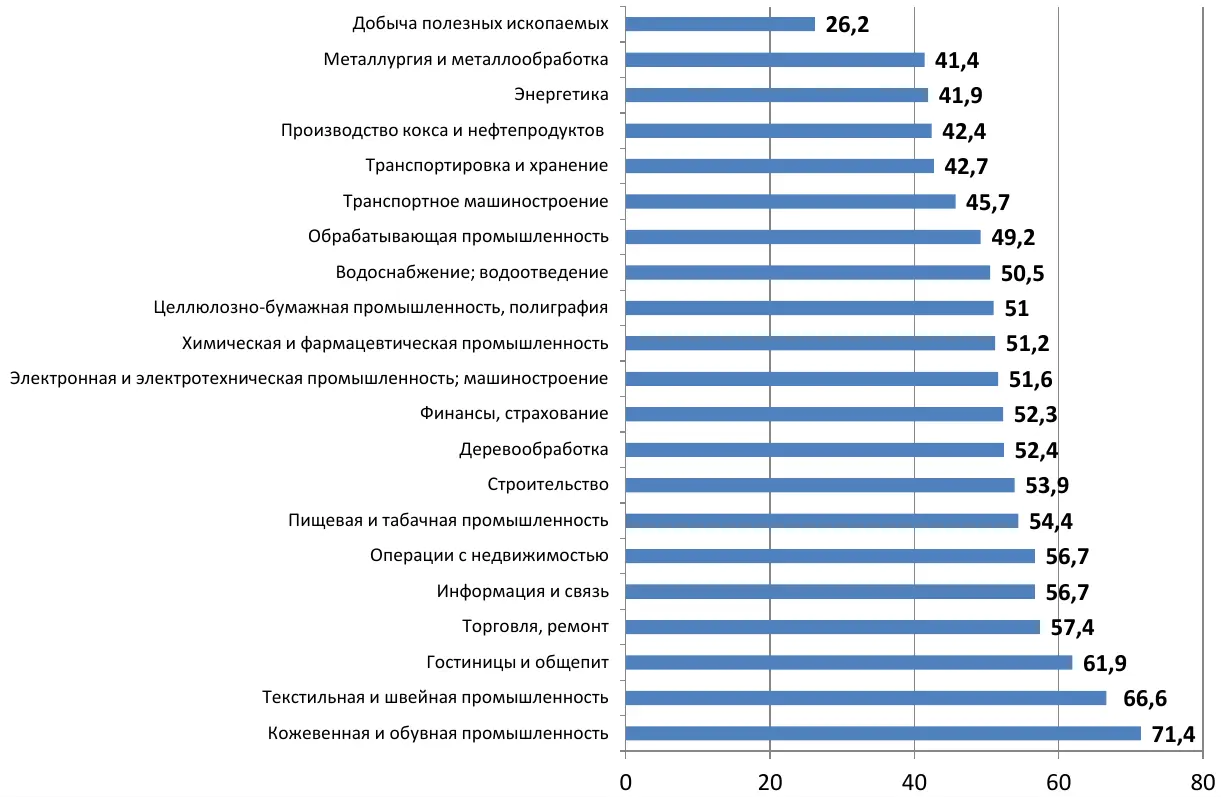 Добыча полезных ископаемых 26,2
Металлургия и металлообработка 41,4
Энергетика 41,9
Производство кокса и нефтепродуктов 42,4
Транспортировка и хранение 42,7
Транспортное машиностроение 45,7
Обрабатывающая промышленность 49,2
Водоснабжение; водоотведение 50,5
Целлюлозно-бумажная промышленность, полиграфия 51
Химическая и фармацевтическая промышленность 51,2
Электронная и электротехническая промышленность; машиностроение 51,6
Финансы, страхование 52,3
Деревообработка 52,4
Строительство 53,9
Пищевая и табачная промышленность 54,4
Операции с недвижимостью 56,7
Информация и связь 56,7
Торговля, ремонт 57,4
Гостиницы и общепит 61,9
Текстильная и швейная промышленность 66,6
Кожевенная и обувная промышленность 71,4
0 20 40 60 80